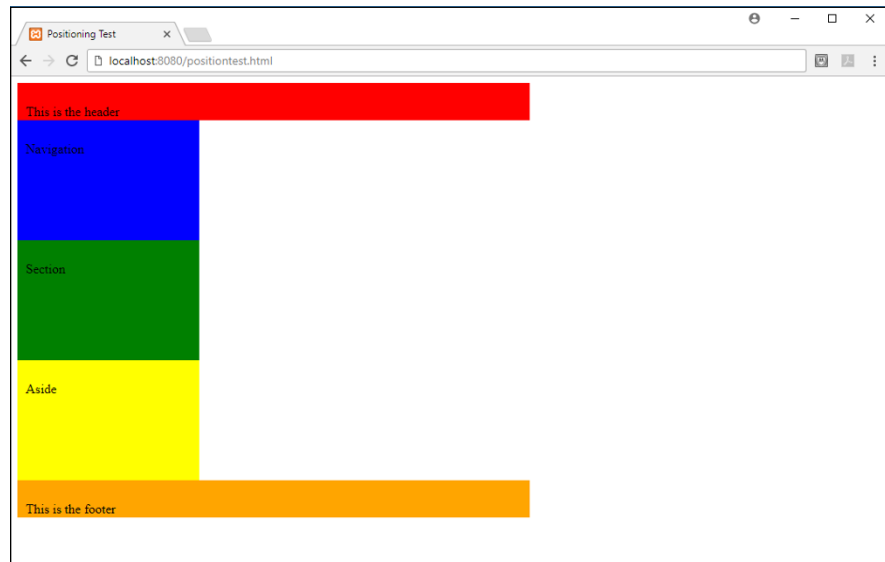 Positioning Test
localhost:8080/positiontest.html
This is the header
Navigation
Section
Aside
This is the footer